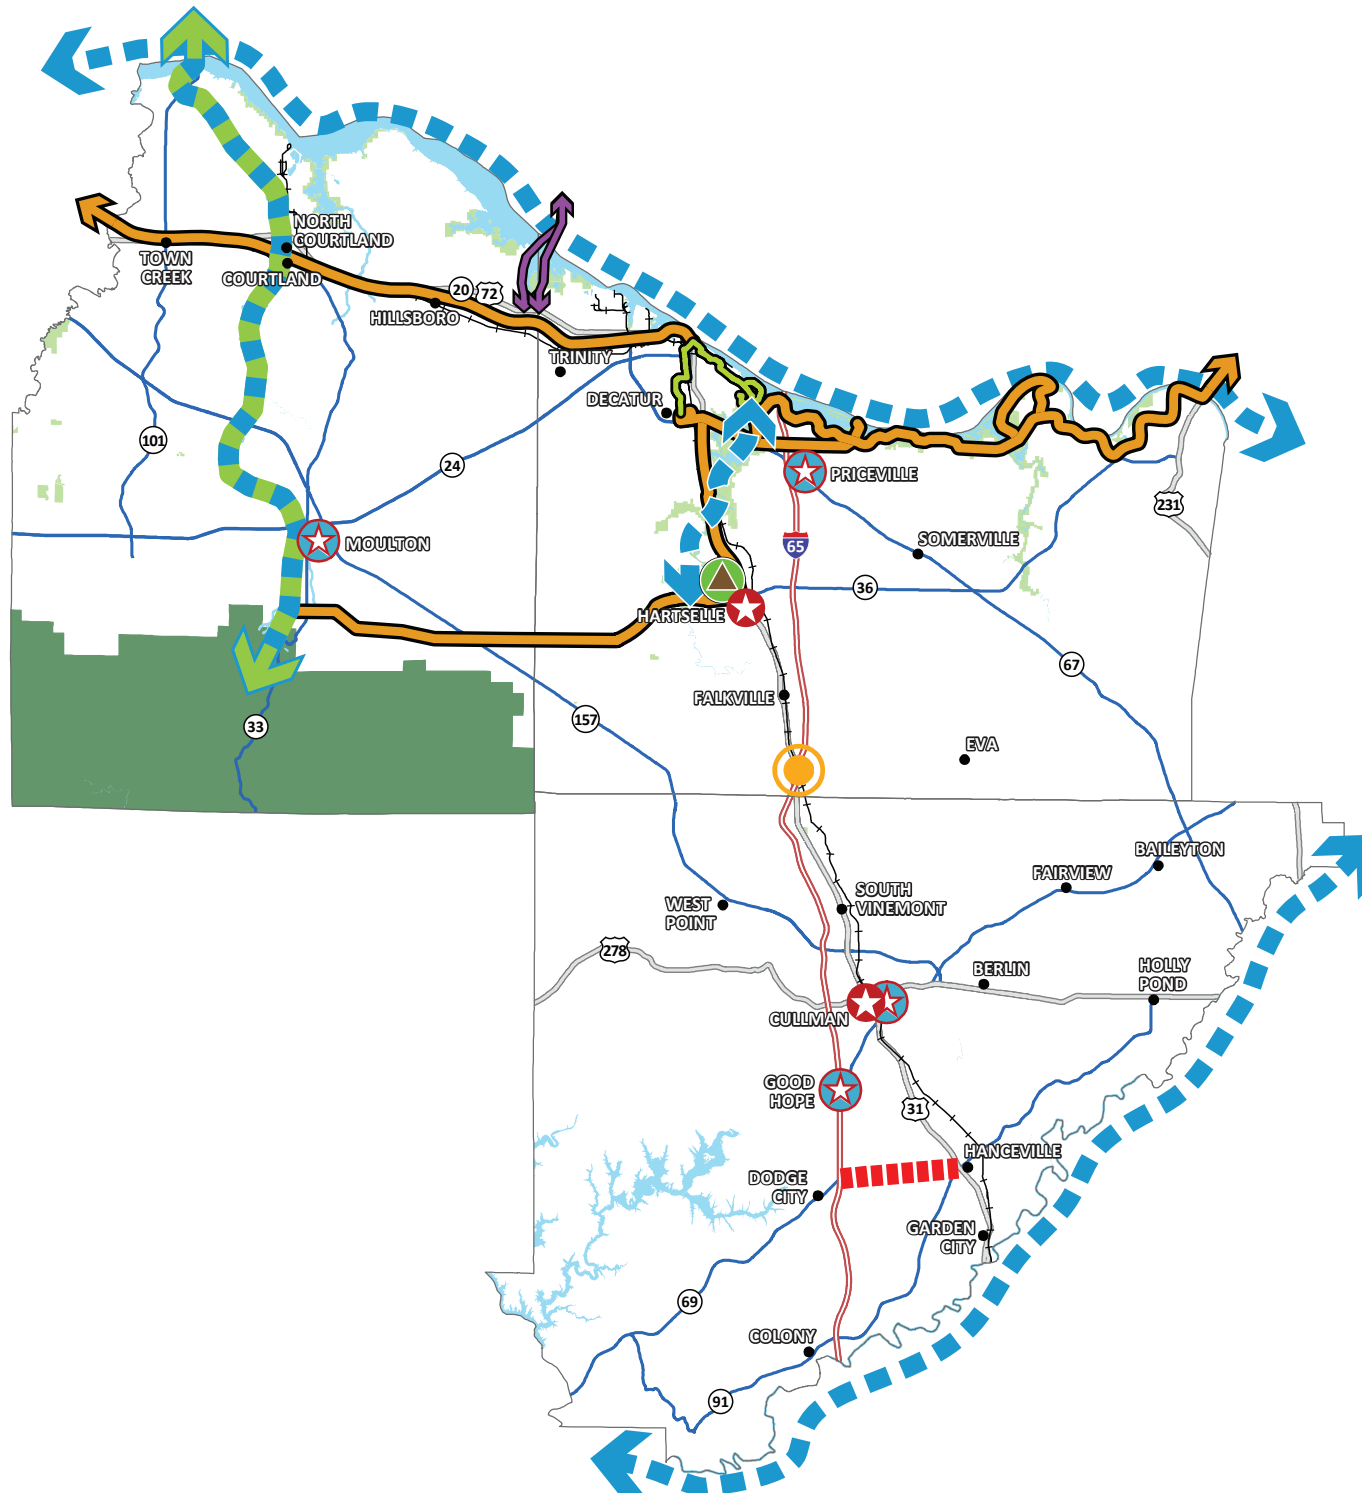 NORTH
COURTLAND
TOWN
CREEK
COURTLAND
20
72
HILLSBORO
TRINITY
DECATUR
101
24
PRICEVILLE
231
MOULTON
65
SOMERVILLE
36
HARTSELLE
67
FALKVILLE
33
157
EVA
BAILEYTON
FAIRVIEW
SOUTH
VINEMONT
WEST
POINT
278
BERLIN
HOLLY
POND
CULLMAN
GOOD
HOPE
31
HANCEVILLE
DODGE
CITY
GARDEN
CITY
69
COLONY
91